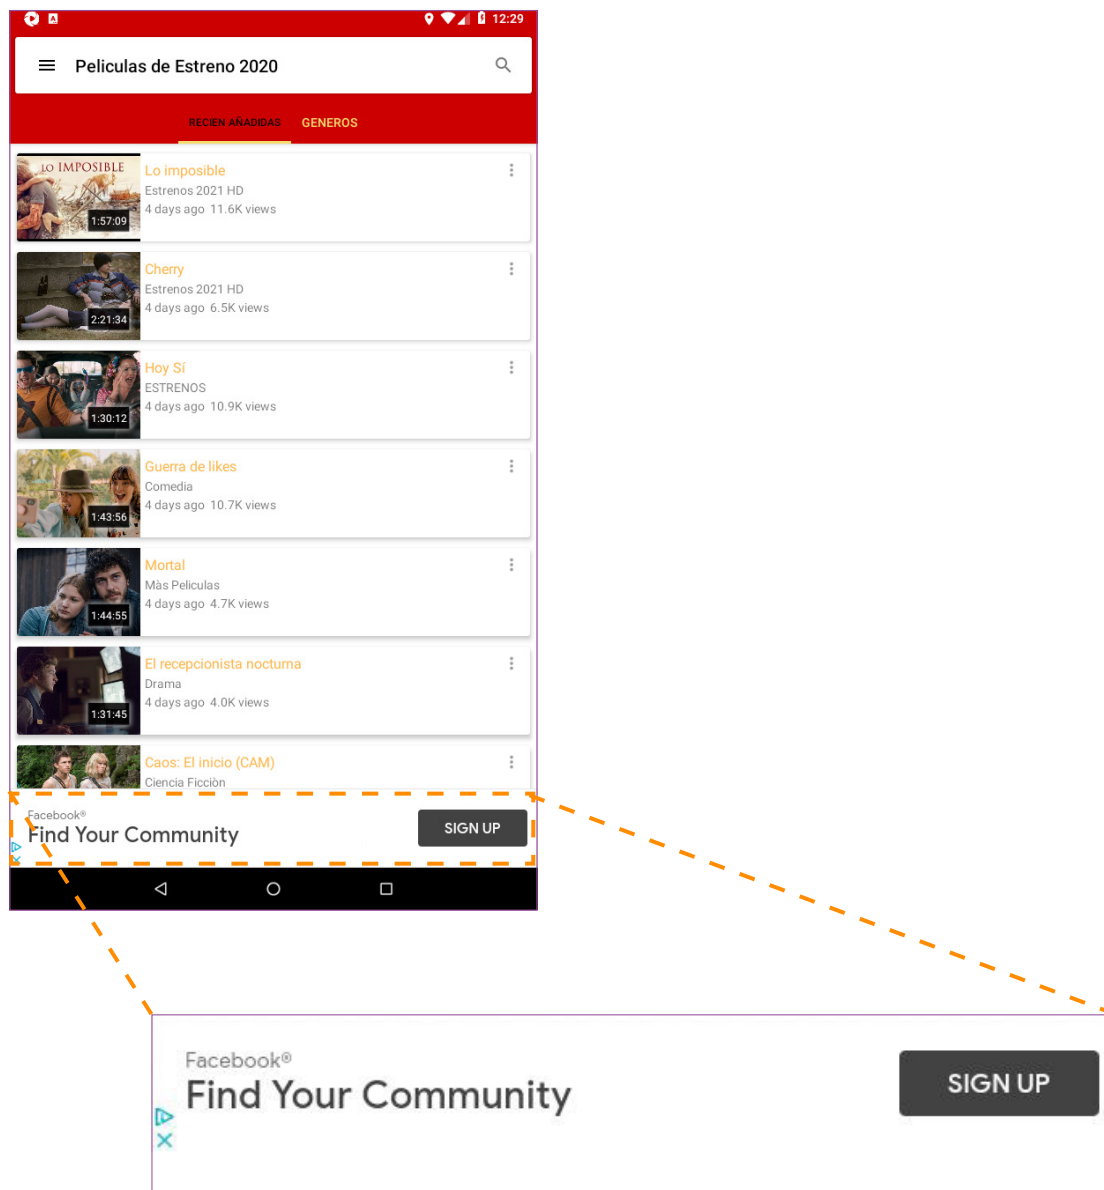 12:29
Peliculas de Estreno 2020
RECIEN AÑADIDAS GENEROS
LO IMPOSIBLE
1:57:09
Lo imposible
Estrenos 2021 HD
4 days ago 11.6K views
2:21:34
Cherry
Estrenos 2021 HD
4 days ago 6.5K views
1:30:12
Hoy Sí
ESTRENOS
4 days ago 10.9K views
1:43:56
Guerra de likes
Comedia
4 days ago 10.7K views
1:44:55
Mortal
Màs Peliculas
4 days ago 4.7K views
1:31:45
El recepcionista nocturna
Drama
4 days ago 4.0K views
Caos: El inicio (CAM)
Ciencia Ficciòn
Facebook®
Find Your Community
SIGN UP
Facebook®
Find Your Community
SIGN UP